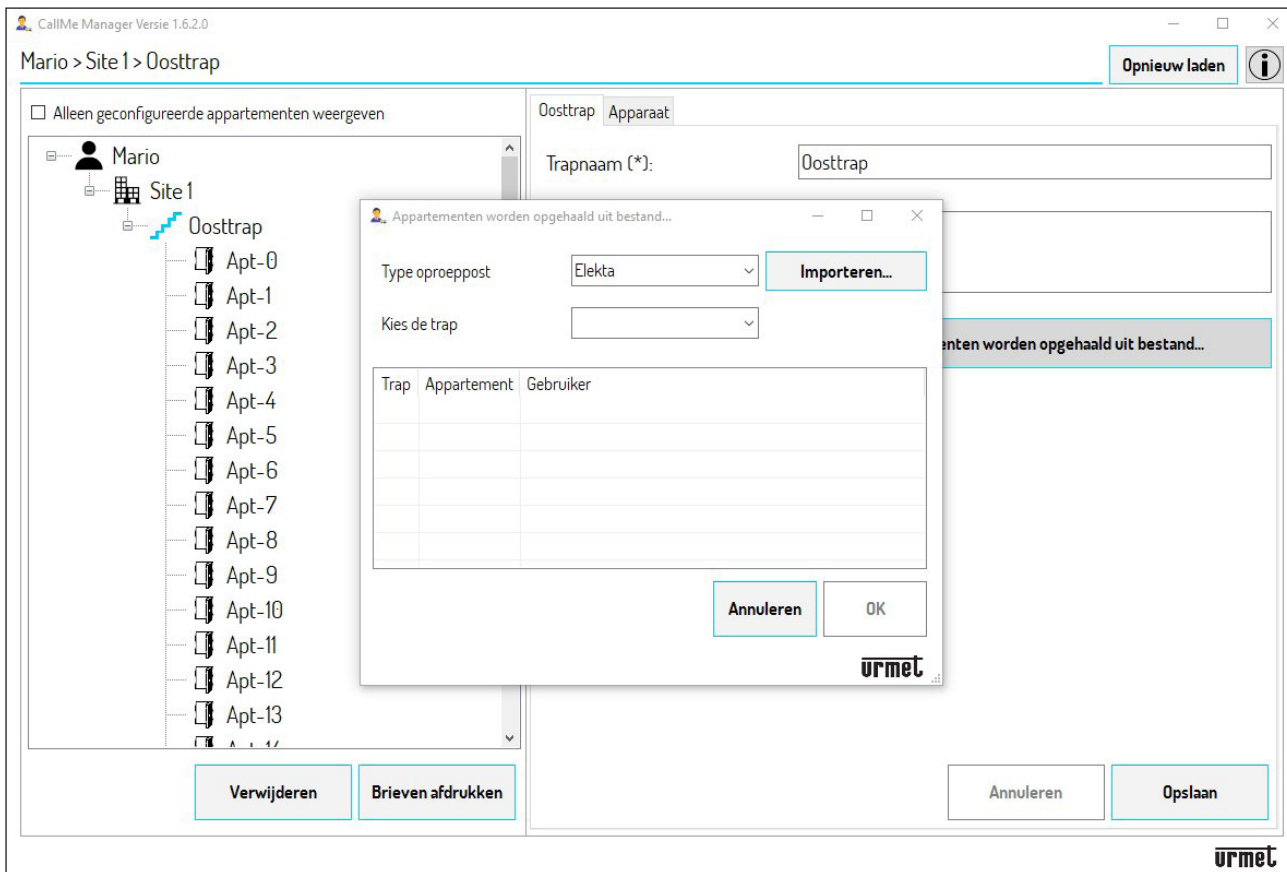 CallMe Manager Versie 1.6.2.0
Mario > Site 1 > Oosttrap
Opnieuw laden
Alleen geconfigureerde appartementen weergeven
Mario
Site 1
Oosttrap
Apt-0
Apt-1
Apt-2
Apt-3
Apt-4
Apt-5
Apt-6
Apt-7
Apt-8
Apt-9
Apt-10
Apt-11
Apt-12
Apt-13
Verwijderen
Brieven afdrukken
Oosttrap Apparaat
Trapnaam (*): Oosttrap
worden opgehaald uit bestand...
Annuleren
Opslaan
Appartementen worden opgehaald uit bestand...
Type oproeppost Elekta Importeren...
Kies de trap
Trap Appartement Gebruiker
Annuleren OK
urmet
urmet